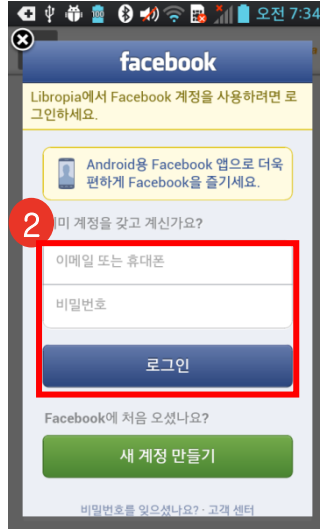 오전 7:34
facebook
Libropia에서 Facebook 계정을 사용하려면 로
그인하세요.
Android용 Facebook 앱으로 더욱
편하게 Facebook을 즐기세요.
2
미 계정을 갖고 계신가요?
이메일 또는 휴대폰
비밀번호
로그인
Facebook에 처음 오셨나요?
새 계정 만들기
비밀번호를 잊으셨나요? · 고객 센터